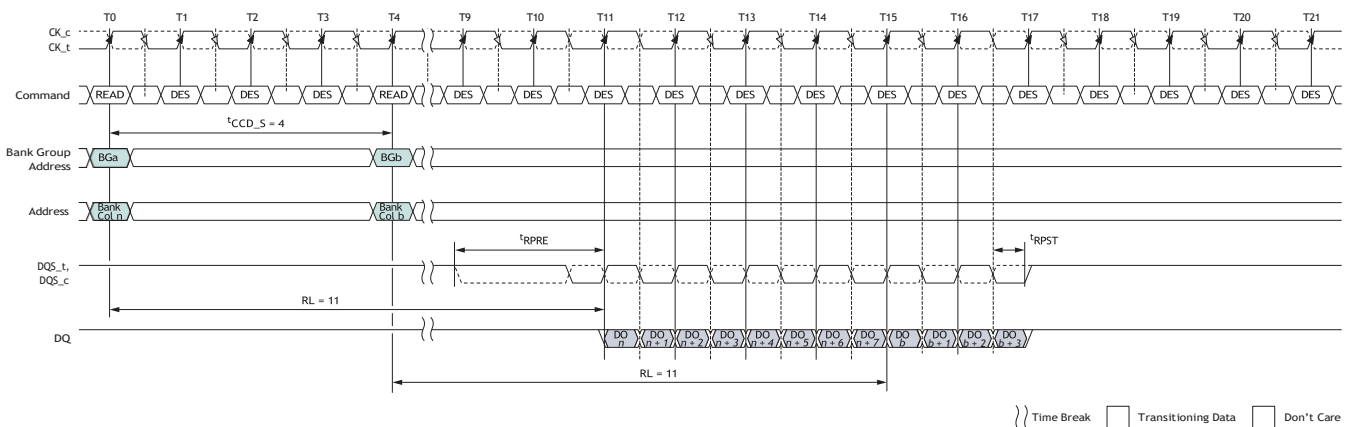 T0 T1 T2 T3 T4 T9 T10 T11 T12 T13 T14 T15 T16 T17 T18 T19 T20 T21
CK_c
CK_t
Command READ DES DES DES READ DES DES DES DES DES DES DES DES DES DES DES DES DES
tCCD_S = 4
Bank Group
Address
BGa BGb
Address
Bank
Col n
Bank
Col b
tRPRE tRPST
DQS_t,
DQS_c
RL = 11
DQ
DO
n
DO
n + 1
DO
n + 2
DO
n + 3
DO
n + 4
DO
n + 5
DO
n + 6
DO
n + 7
DO
b
DO
b + 1
DO
b + 2
DO
b + 3
RL = 11
Time Break Transitioning Data Don't Care